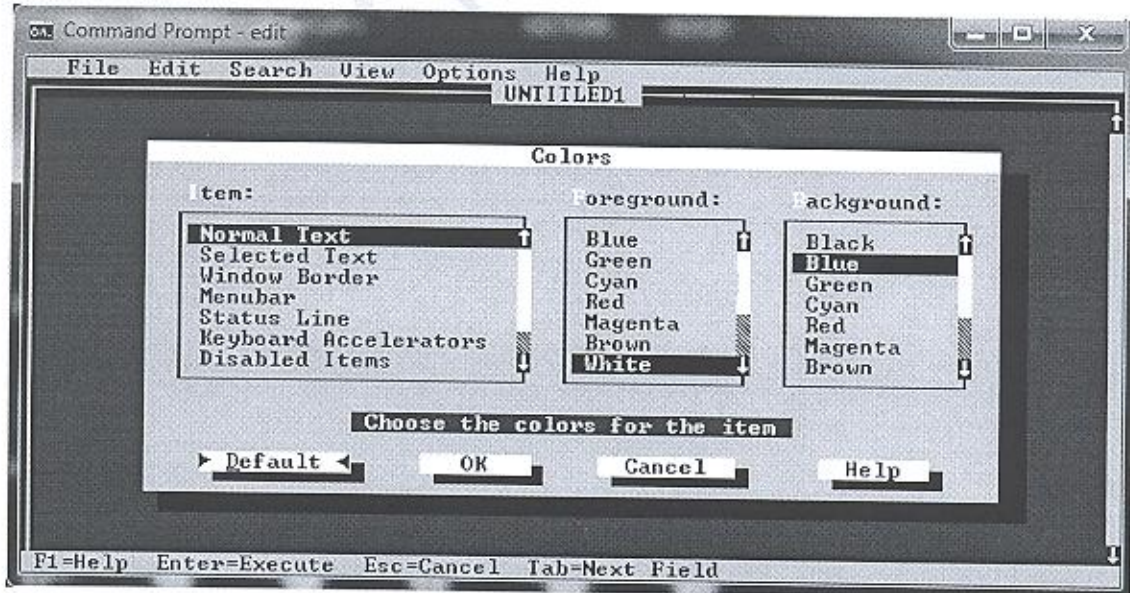 Command Prompt - edit
File Edit Search View Options Help
UNTITLED1
Colors
Item: Foreground: Background:
Normal Text
Selected Text
Window Border
Menubar
Status Line
Keyboard Accelerators
Disabled Items
Blue
Green
Cyan
Red
Magenta
Brown
White
Black
Blue
Green
Cyan
Red
Magenta
Brown
Choose the colors for the item
Default OK Cancel Help
F1=Help Enter=Execute Esc=Cancel Tab=Next Field